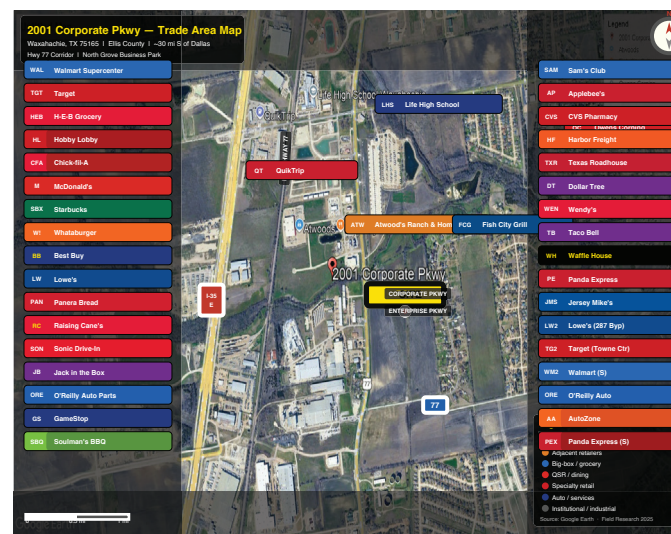 2001 Corporate Pkwy — Trade Area Map
Waxahachie, TX 75165 I Ellis County I ~30 mi S of Dallas
Hwy 77 Corridor I North Grove Business Park
Legend
WAL Walmart Supercenter
TGT Target
HEB H-E-B Grocery
HL Hobby Lobby
CFA Chick-fil-A
M McDonald's
SBX Starbucks
W! Whataburger
BB Best Buy
LW Lowe's
PAN Panera Bread
RC Raising Cane's
SON Sonic Drive-In
JB Jack in the Box
ORE O'Reilly Auto Parts
GS GameStop
SBQ Soulman's BBQ
Life High School
LHS Life High School
QuikTrip
HWAY 77
QT QuikTrip
Atwoods
ATW Atwood's Ranch & Hom
FCG Fish City Grill
2001 Corporate Pkwy
CORPORATE PKWY
ENTERPRISE PKWY
I-35
E
77
77
SAM Sam's Club
AP Applebee's
CVS CVS Pharmacy
OC Owens Corning
HF Harbor Freight
TXR Texas Roadhouse
DT Dollar Tree
WEN Wendy's
TB Taco Bell
WH Waffle House
PE Panda Express
JMS Jersey Mike's
LW2 Lowe's (287 Byp)
TG2 Target (Towne Ctr)
WM2 Walmart (S)
ORE O'Reilly Auto
AA AutoZone
PEX Panda Express (S)
Adjacent retailers
Big-box / grocery
QSR / dining
Specialty retail
Auto / services
Institutional / industrial
Source: Google Earth · Field Research 2025